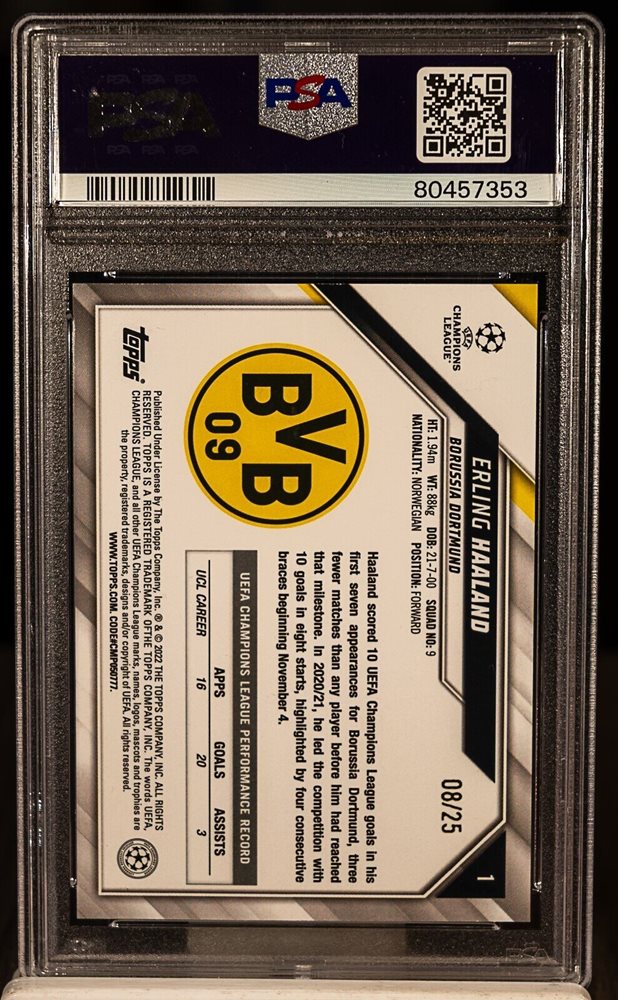 PSA
PSA
80457353
1
08/25
CHAMPIONS
LEAGUE®
ERLING HAALAND
BORUSSIA DORTMUND
HT: 1.94m WT: 88kg DOB: 21-7-00 SQUAD NO: 9
NATIONALITY: NORWEGIAN POSITION: FORWARD
BVB
09
Haaland scored 10 UEFA Champions League goals in his
first seven appearances for Borussia Dortmund, three
fewer matches than any player before him had reached
that milestone. In 2020/21, he led the competition with
10 goals in eight starts, highlighted by four consecutive
braces beginning November 4.
UEFA CHAMPIONS LEAGUE PERFORMANCE RECORD
APPS GOALS ASSISTS
UCL CAREER 16 20 3
topps®
Published Under License by The Topps Company, Inc. ® & © 2022 THE TOPPS COMPANY, INC. ALL RIGHTS
RESERVED. TOPPS IS A REGISTERED TRADEMARK OF THE TOPPS COMPANY, INC. The words UEFA,
CHAMPIONS LEAGUE, and all other UEFA Champions League marks, names, logos, mascots and trophies are
the property, registered trademarks, designs and/or copyright of UEFA. All rights reserved.
WWW.TOPPS.COM. CODE#CMP050777.